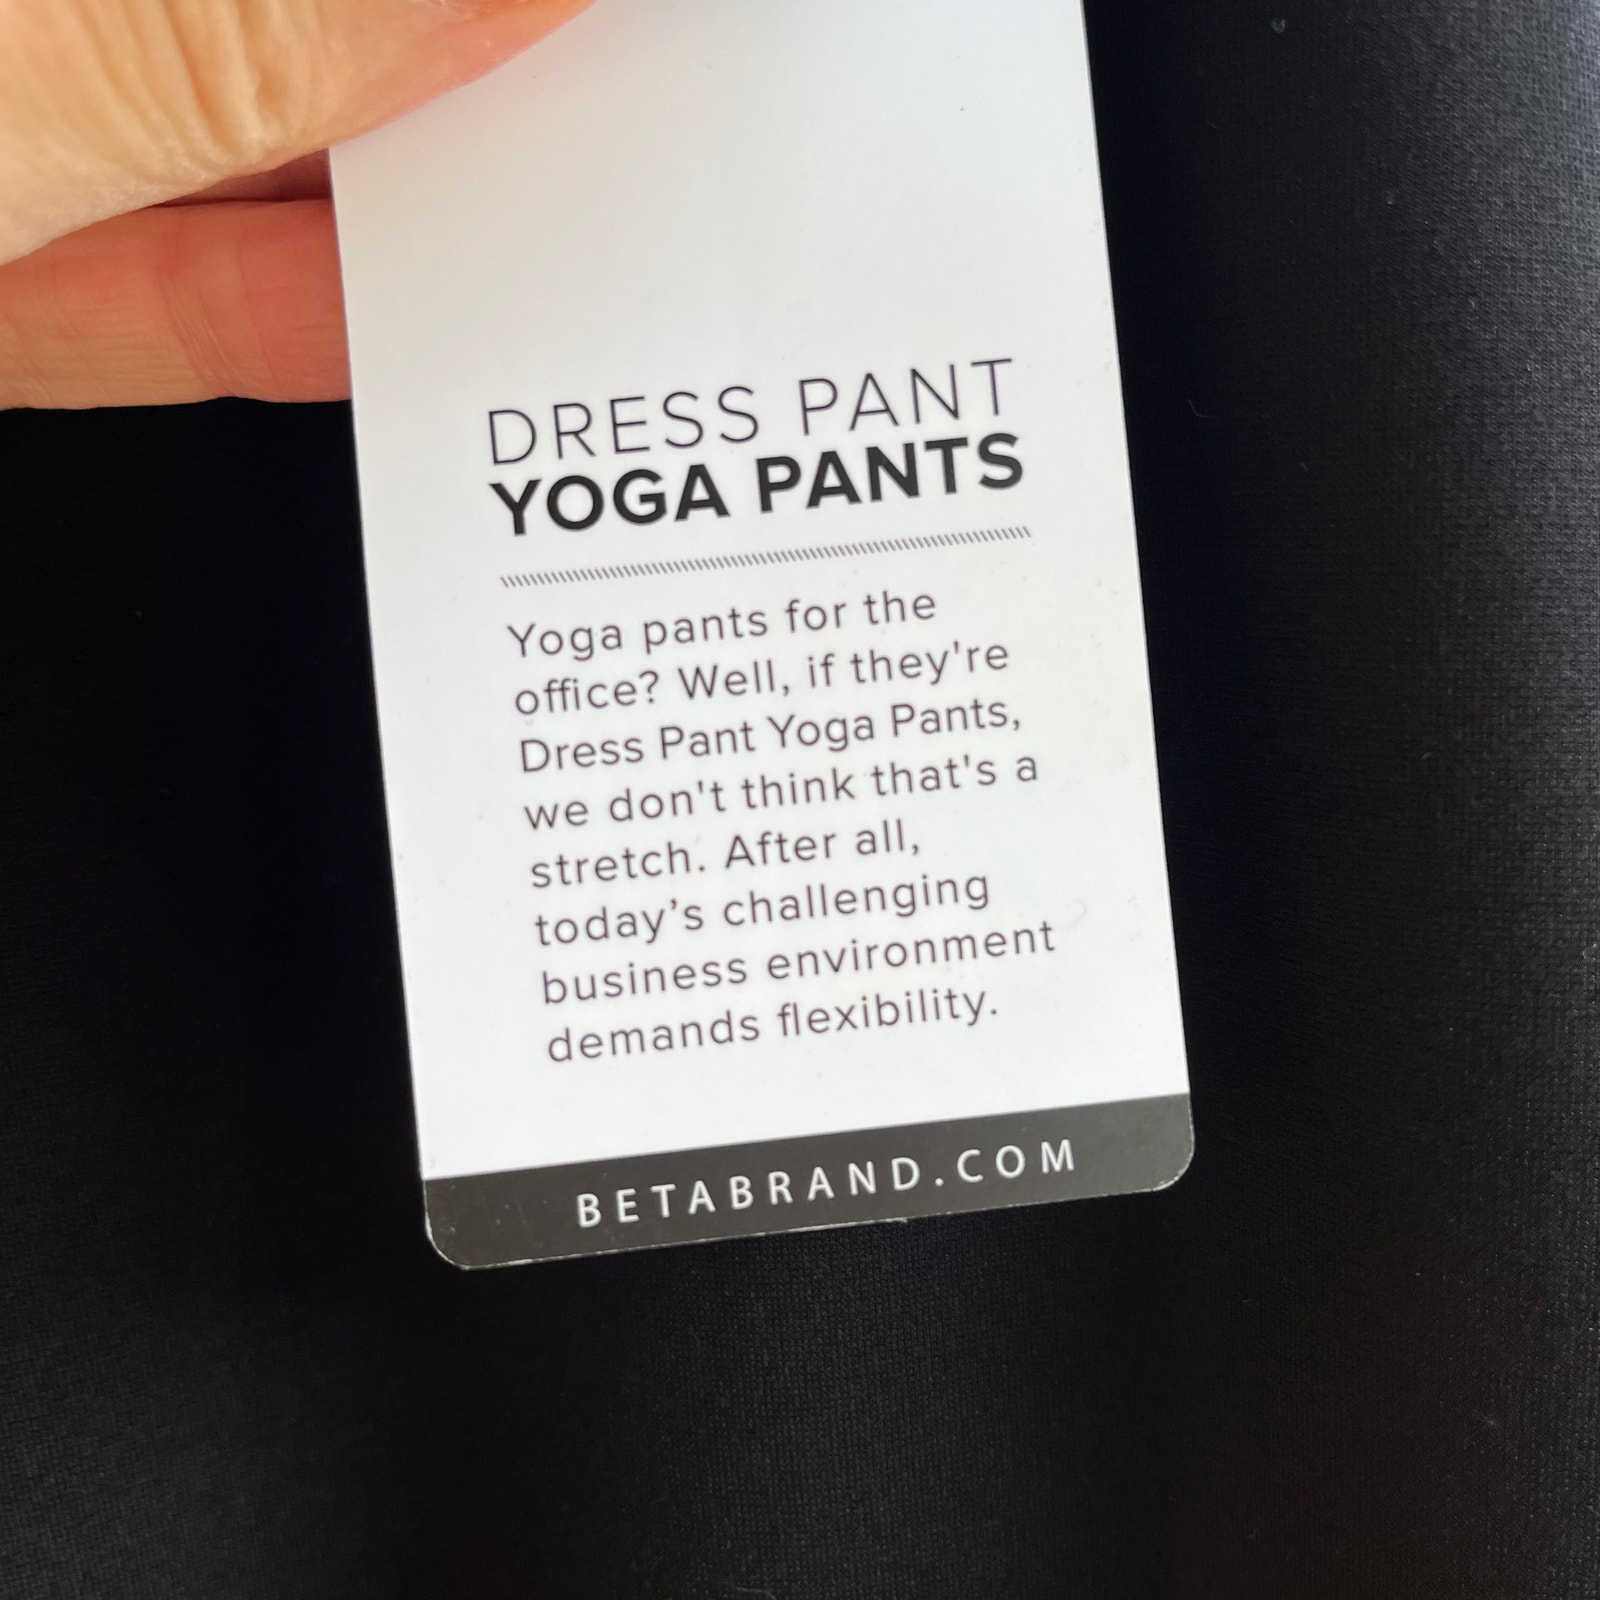 DRESS PANT
YOGA PANTS
Yoga pants for the
office? Well, if they're
Dress Pant Yoga Pants,
we don't think that's a
stretch. After all,
today’s challenging
business environment
demands flexibility.
BETABRAND.COM